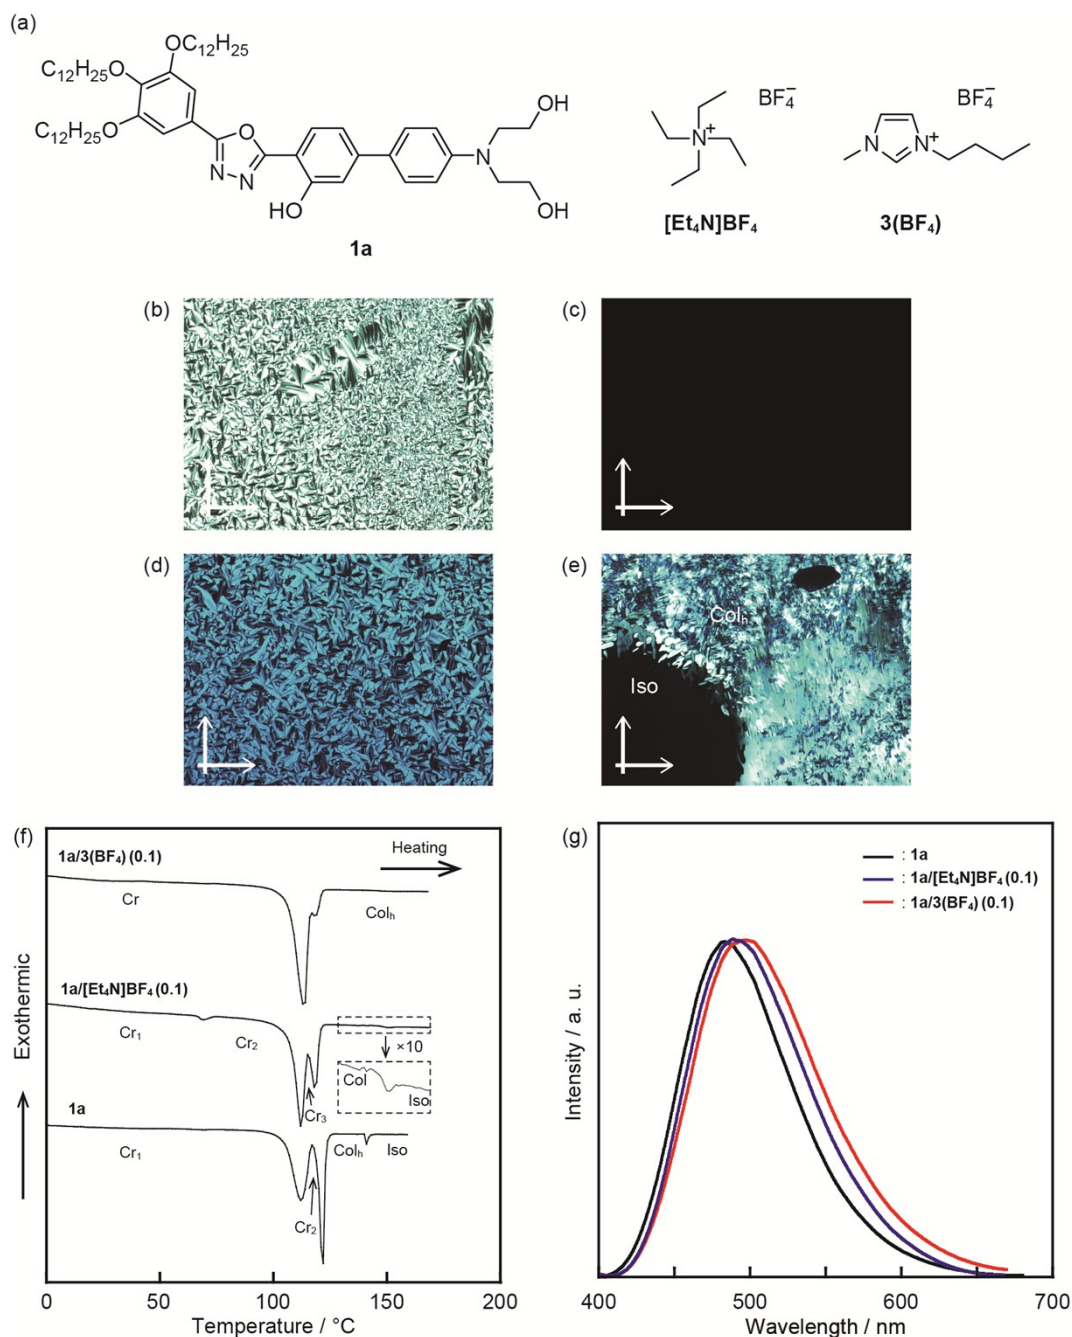 (a)
OC₁₂H₂₅
C₁₂H₂₅O
C₁₂H₂₅O
O
N N
HO
N
OH
OH
1a
BF₄⁻
N⁺
[Et₄N]BF₄
BF₄⁻
N N⁺
3(BF₄)
(b)
(c)
(d)
(e)
Colₕ
Iso
(f)
1a/3(BF₄) (0.1)
Heating
Cr
Colₕ
1a/[Et₄N]BF₄ (0.1)
Cr₁
Cr₂
Cr₃
×10
Col
Iso
1a
Cr₁
Cr₂
Colₕ
Iso
Exothermic
0 50 100 150 200
Temperature / °C
(g)
: 1a
: 1a/[Et₄N]BF₄ (0.1)
: 1a/3(BF₄) (0.1)
Intensity / a. u.
400 500 600 700
Wavelength / nm